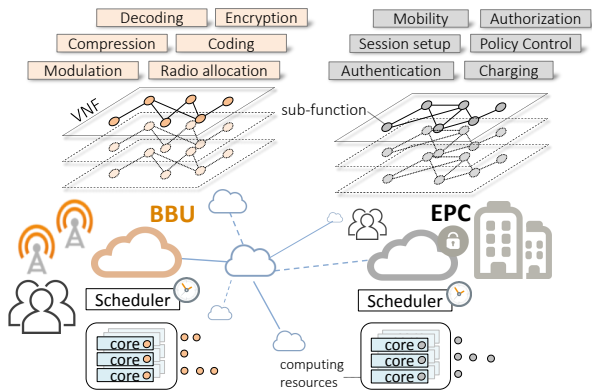 Decoding
Encryption
Compression
Coding
Modulation
Radio allocation
Mobility
Authorization
Session setup
Policy Control
Authentication
Charging
VNF
sub-function
BBU
EPC
Scheduler
Scheduler
core
core
core
computing
resources
core
core
core